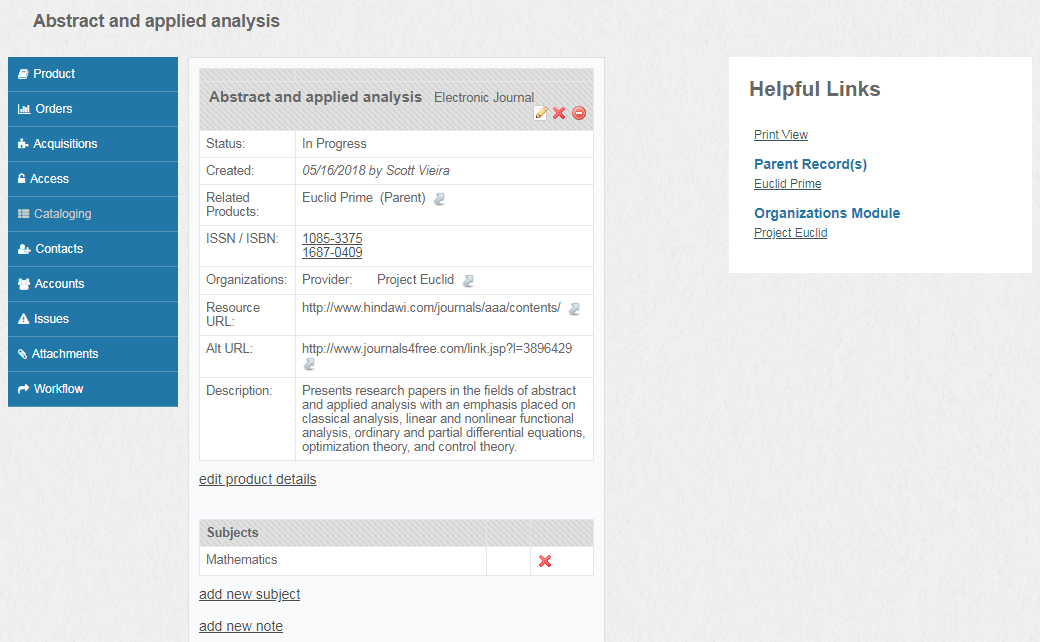 Abstract and applied analysis
Product
Orders
Acquisitions
Access
Cataloging
Contacts
Accounts
Issues
Attachments
Workflow
Abstract and applied analysis Electronic Journal
Status: In Progress
Created: 05/16/2018 by Scott Vieira
Related Products: Euclid Prime (Parent)
ISSN / ISBN: 1085-3375
1687-0409
Organizations: Provider: Project Euclid
Resource URL: http://www.hindawi.com/journals/aaa/contents/
Alt URL: http://www.journals4free.com/link.jsp?l=3896429
Description: Presents research papers in the fields of abstract
and applied analysis with an emphasis placed on
classical analysis, linear and nonlinear functional
analysis, ordinary and partial differential equations,
optimization theory, and control theory.
edit product details
Subjects
Mathematics
add new subject
add new note
Helpful Links
Print View
Parent Record(s)
Euclid Prime
Organizations Module
Project Euclid